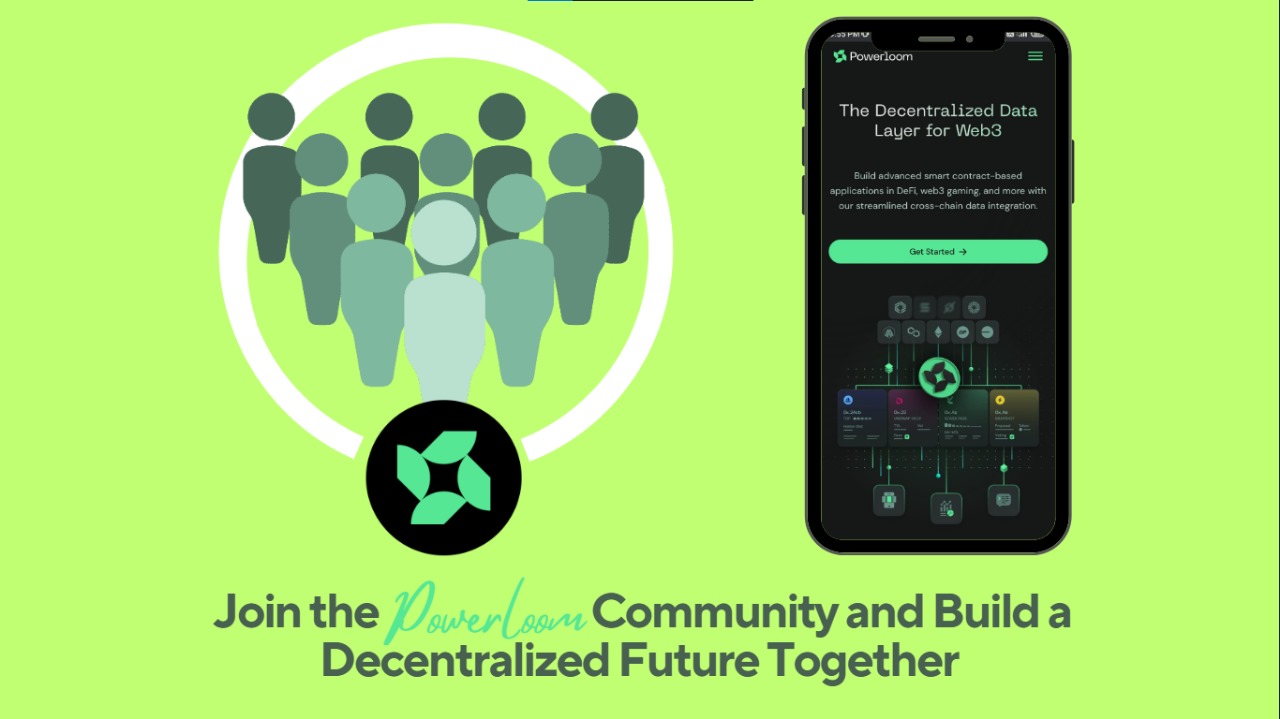 Powerloom
The Decentralized Data
Layer for Web3
Build advanced smart contract-based
applications in DeFi, web3 gaming, and more with
our streamlined cross-chain data integration.
Get Started →
Join the Powerloom Community and Build a
Decentralized Future Together